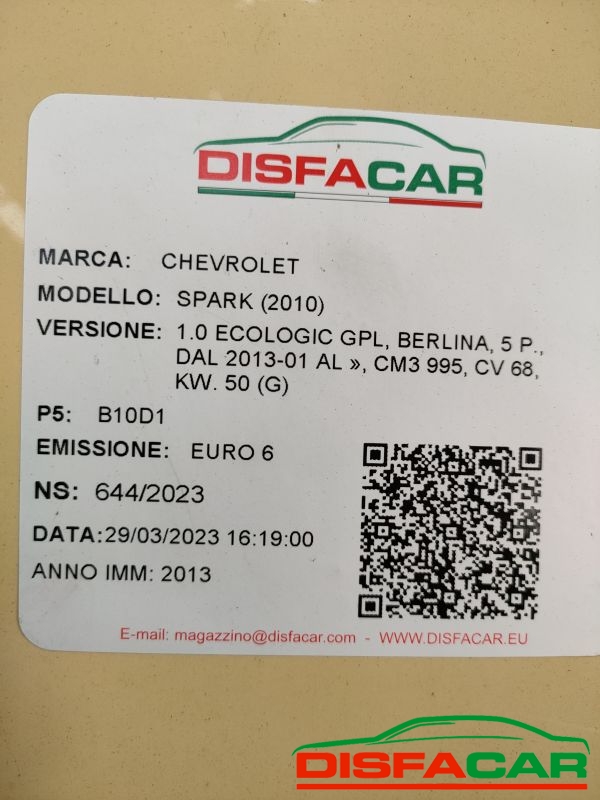 DISFACAR
MARCA: CHEVROLET
MODELLO: SPARK (2010)
VERSIONE: 1.0 ECOLOGIC GPL, BERLINA, 5 P.,
DAL 2013-01 AL », CM3 995, CV 68,
KW. 50 (G)
P5: B10D1
EMISSIONE: EURO 6
NS: 644/2023
DATA:29/03/2023 16:19:00
ANNO IMM: 2013
E-mail: magazzino@disfacar.com - WWW.DISFACAR.EU
DISFACAR